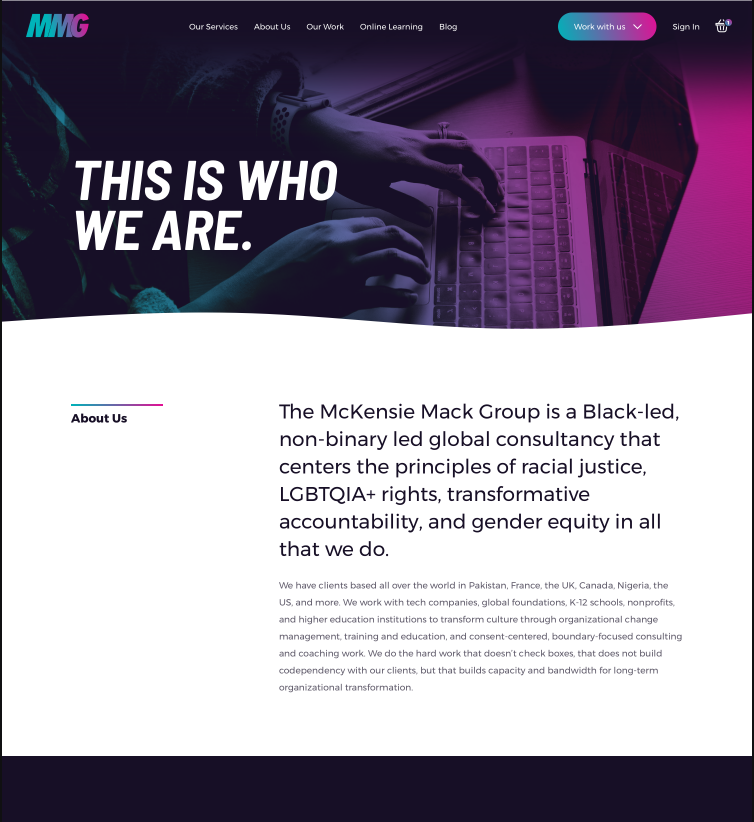 MMG
Our Services
About Us
Our Work
Online Learning
Blog
Work with us
Sign In
1
THIS IS WHO
WE ARE.
About Us
The McKensie Mack Group is a Black-led,
non-binary led global consultancy that
centers the principles of racial justice,
LGBTQIA+ rights, transformative
accountability, and gender equity in all
that we do.
We have clients based all over the world in Pakistan, France, the UK, Canada, Nigeria, the
US, and more. We work with tech companies, global foundations, K-12 schools, nonprofits,
and higher education institutions to transform culture through organizational change
management, training and education, and consent-centered, boundary-focused consulting
and coaching work. We do the hard work that doesn't check boxes, that does not build
codependency with our clients, but that builds capacity and bandwidth for long-term
organizational transformation.